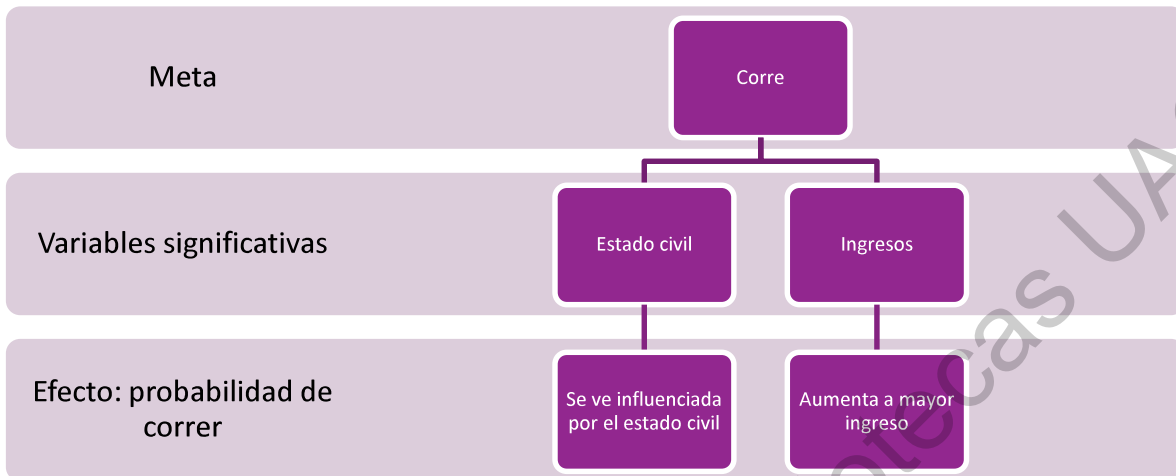 Meta
Corre
Variables significativas
Estado civil
Ingresos
Efecto: probabilidad de
correr
Se ve influenciada
por el estado civil
Aumenta a mayor
ingreso